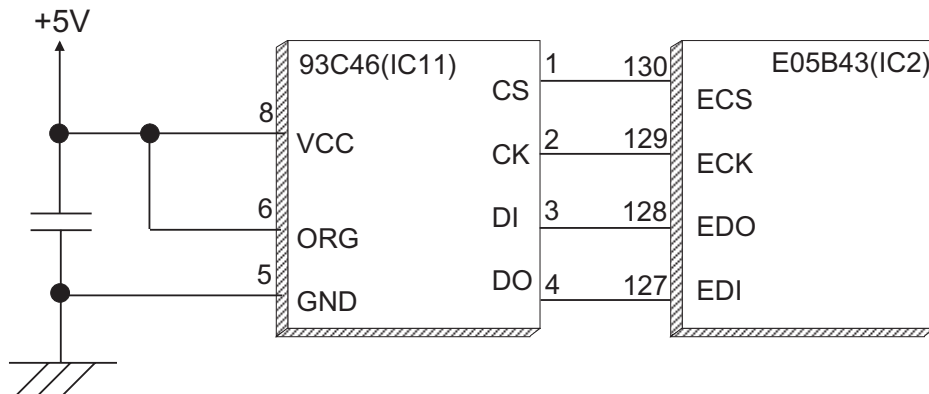 +5V
93C46(IC11)
E05B43(IC2)
8 VCC
6 ORG
5 GND
CS 1 130 ECS
CK 2 129 ECK
DI 3 128 EDO
DO 4 127 EDI